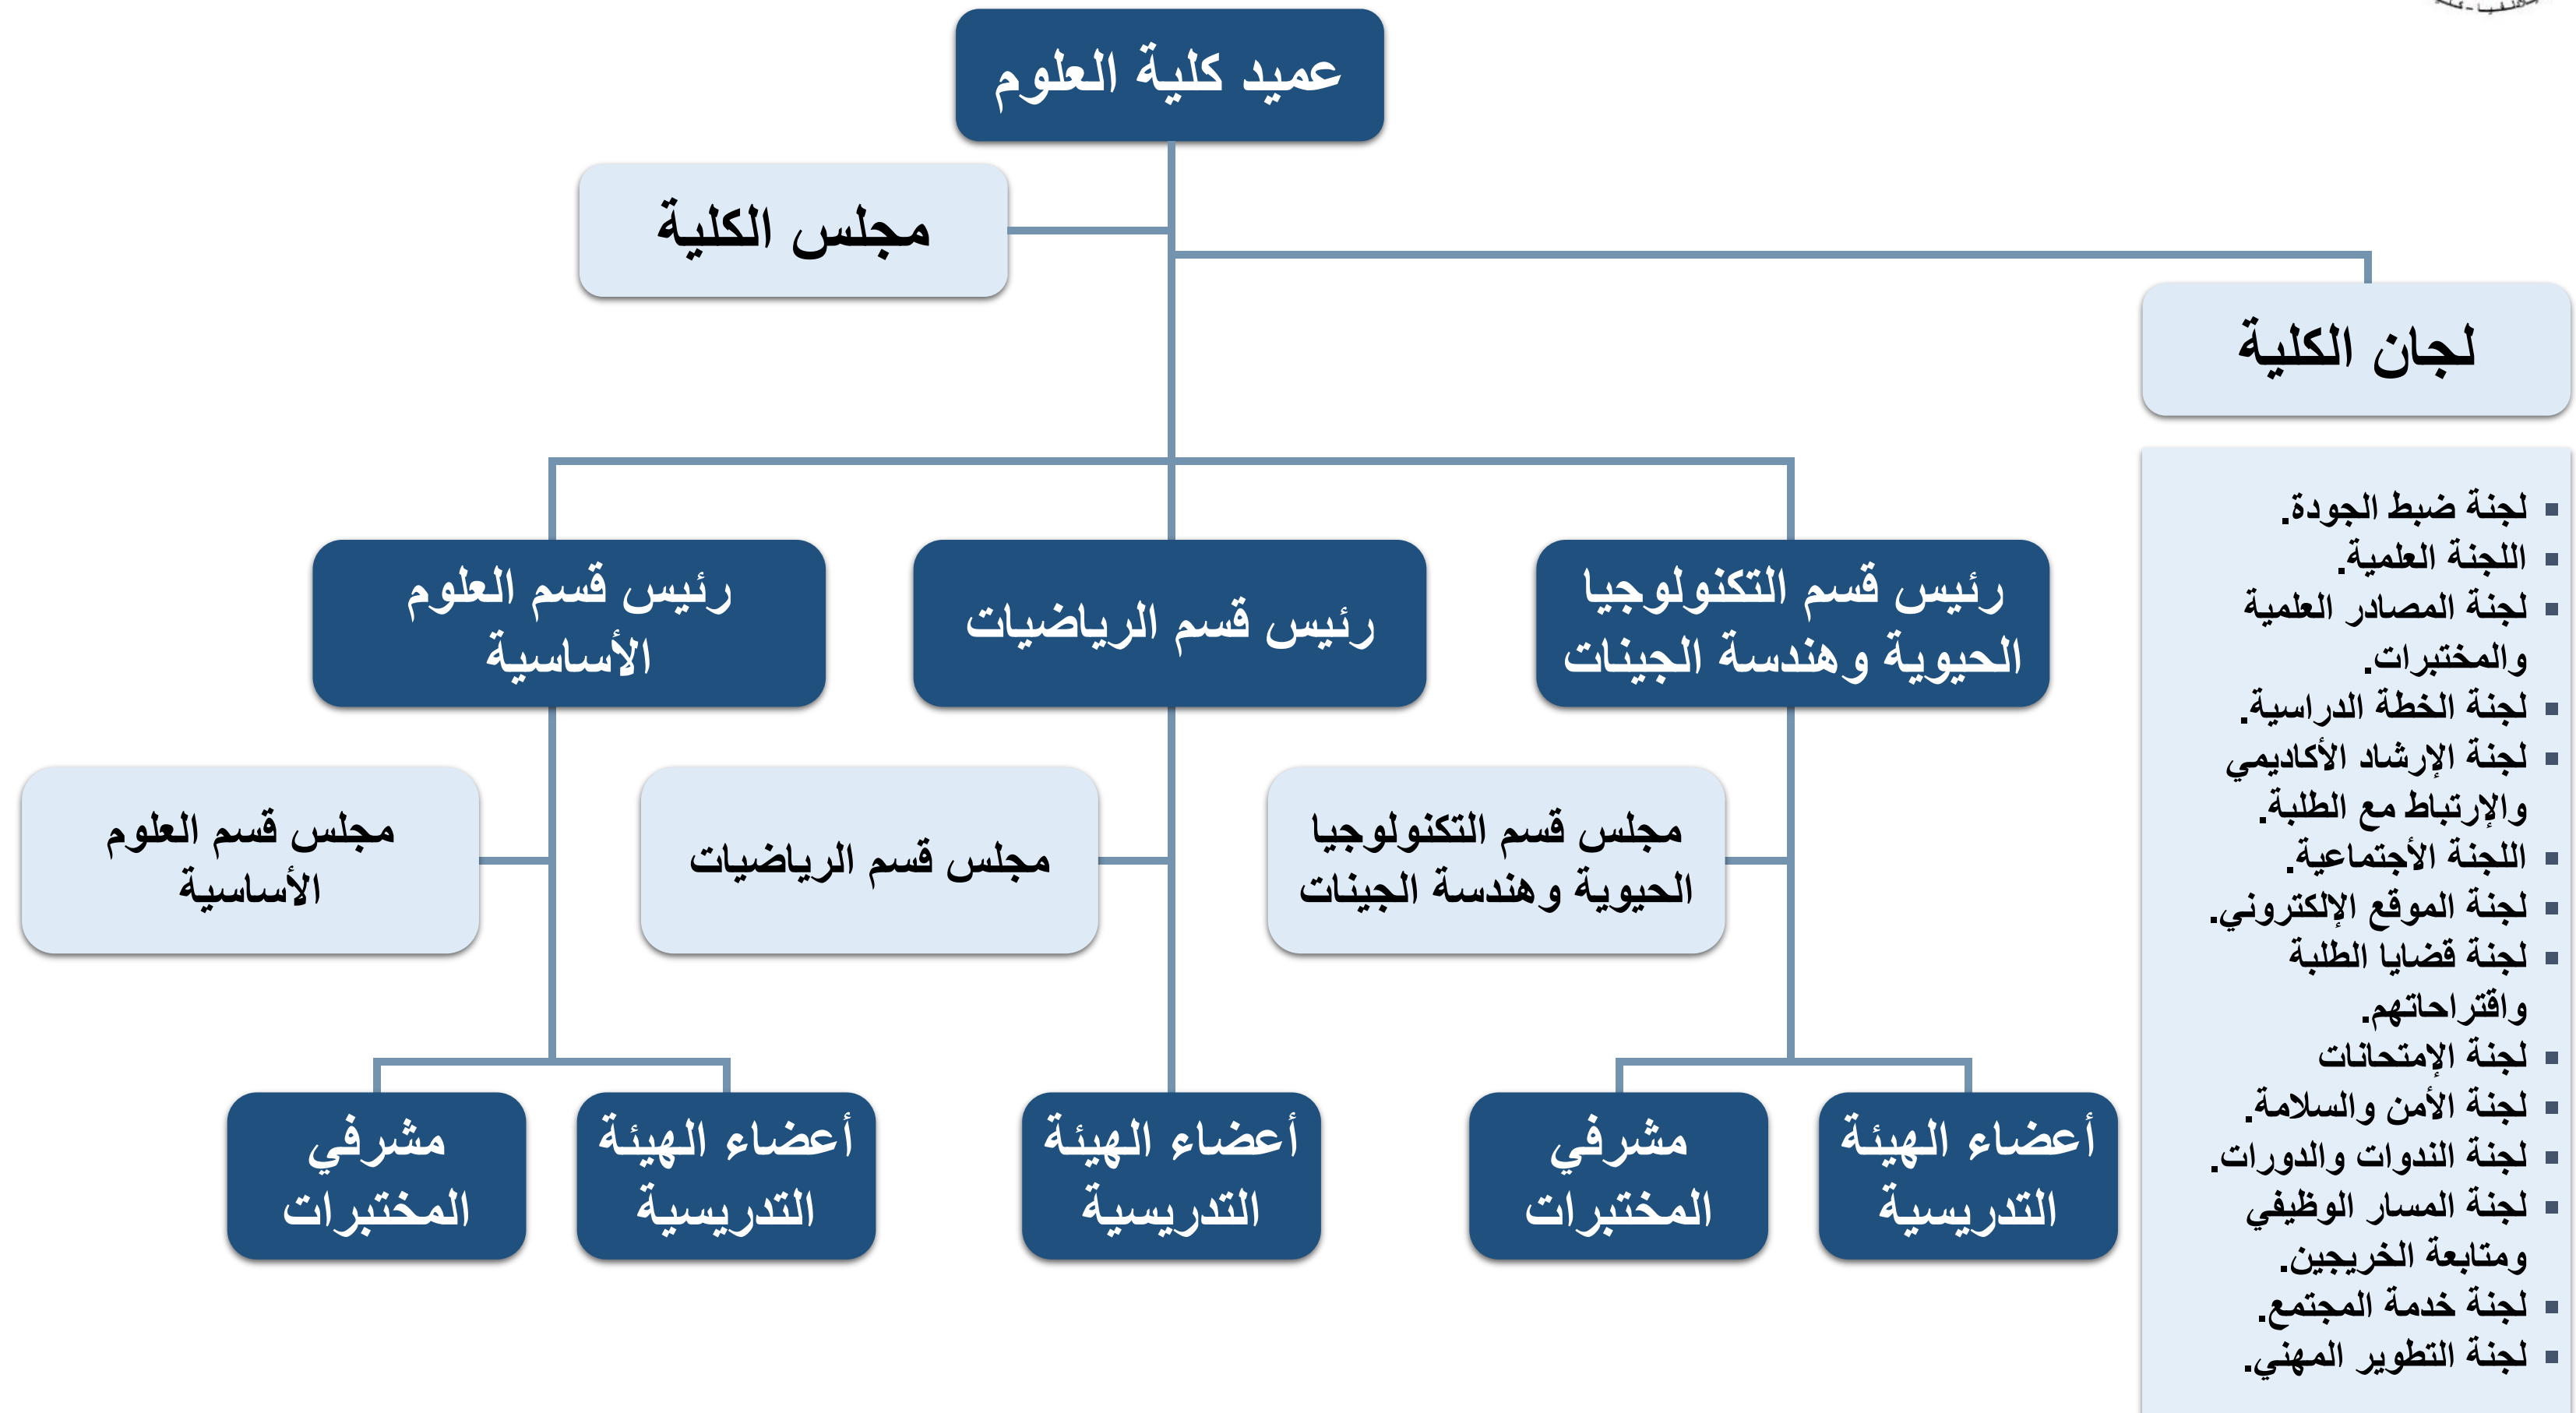 عميد كلية العلوم
مجلس الكلية
لجان الكلية
رئيس قسم التكنولوجيا
الحيوية وهندسة الجينات
رئيس قسم الرياضيات
رئيس قسم العلوم
الأساسية
مجلس قسم التكنولوجيا
الحيوية وهندسة الجينات
مجلس قسم الرياضيات
مجلس قسم العلوم
الأساسية
أعضاء الهيئة
التدريسية
مشرفي
المختبرات
أعضاء الهيئة
التدريسية
أعضاء الهيئة
التدريسية
مشرفي
المختبرات
▪ لجنة ضبط الجودة.
▪ اللجنة العلمية.
▪ لجنة المصادر العلمية
والمختبرات.
▪ لجنة الخطة الدراسية.
▪ لجنة الإرشاد الأكاديمي
والإرتباط مع الطلبة.
▪ اللجنة الأجتماعية.
▪ لجنة الموقع الإلكتروني.
▪ لجنة قضايا الطلبة
واقتراحاتهم.
▪ لجنة الإمتحانات
▪ لجنة الأمن والسلامة.
▪ لجنة الندوات والدورات.
▪ لجنة المسار الوظيفي
ومتابعة الخريجين.
▪ لجنة خدمة المجتمع.
▪ لجنة التطوير المهني.